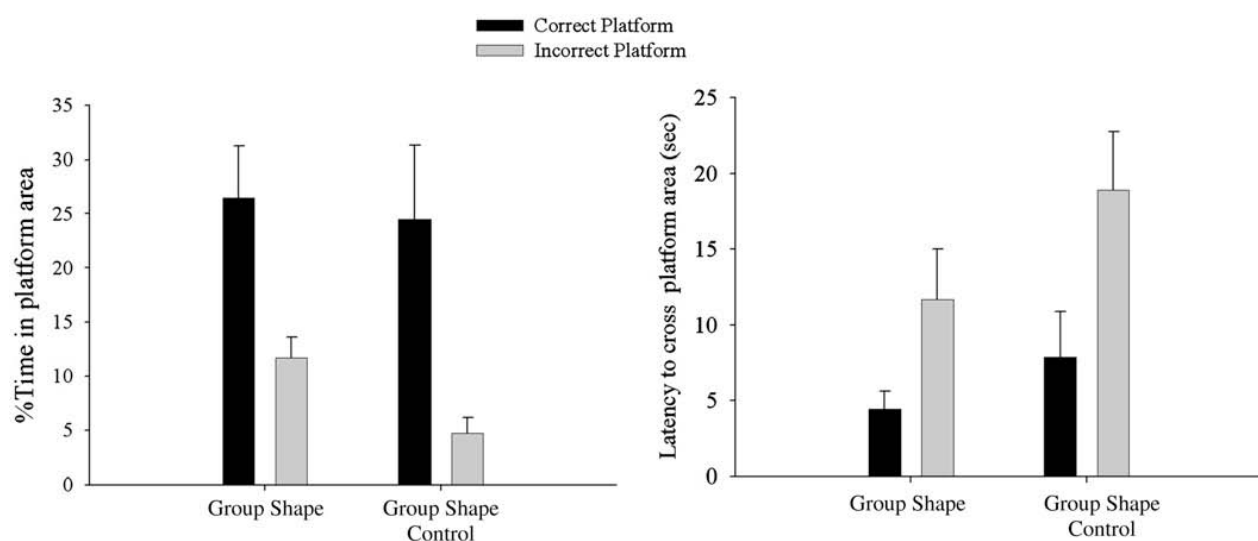 Correct Platform
Incorrect Platform
%Time in platform area
35
30
25
20
15
10
5
0
Group Shape
Group Shape
Control
Latency to cross platform area (sec)
25
20
15
10
5
0
Group Shape
Group Shape
Control